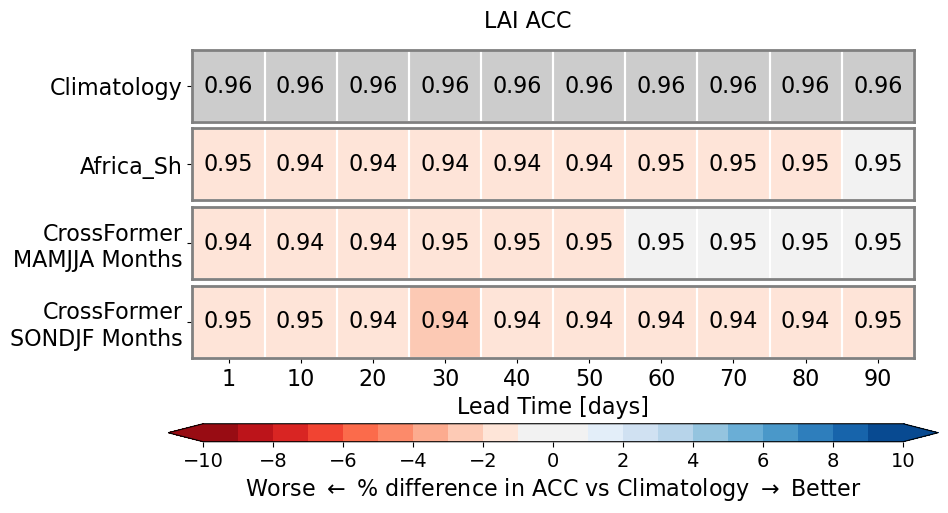 LAI ACC
Climatology 0.96 0.96 0.96 0.96 0.96 0.96 0.96 0.96 0.96 0.96
Africa_Sh 0.95 0.94 0.94 0.94 0.94 0.94 0.95 0.95 0.95 0.95
CrossFormer
MAMJJA Months 0.94 0.94 0.94 0.95 0.95 0.95 0.95 0.95 0.95 0.95
CrossFormer
SONDJF Months 0.95 0.95 0.94 0.94 0.94 0.94 0.94 0.94 0.94 0.95
1 10 20 30 40 50 60 70 80 90
Lead Time [days]
−10 −8 −6 −4 −2 0 2 4 6 8 10
Worse ← % difference in ACC vs Climatology → Better